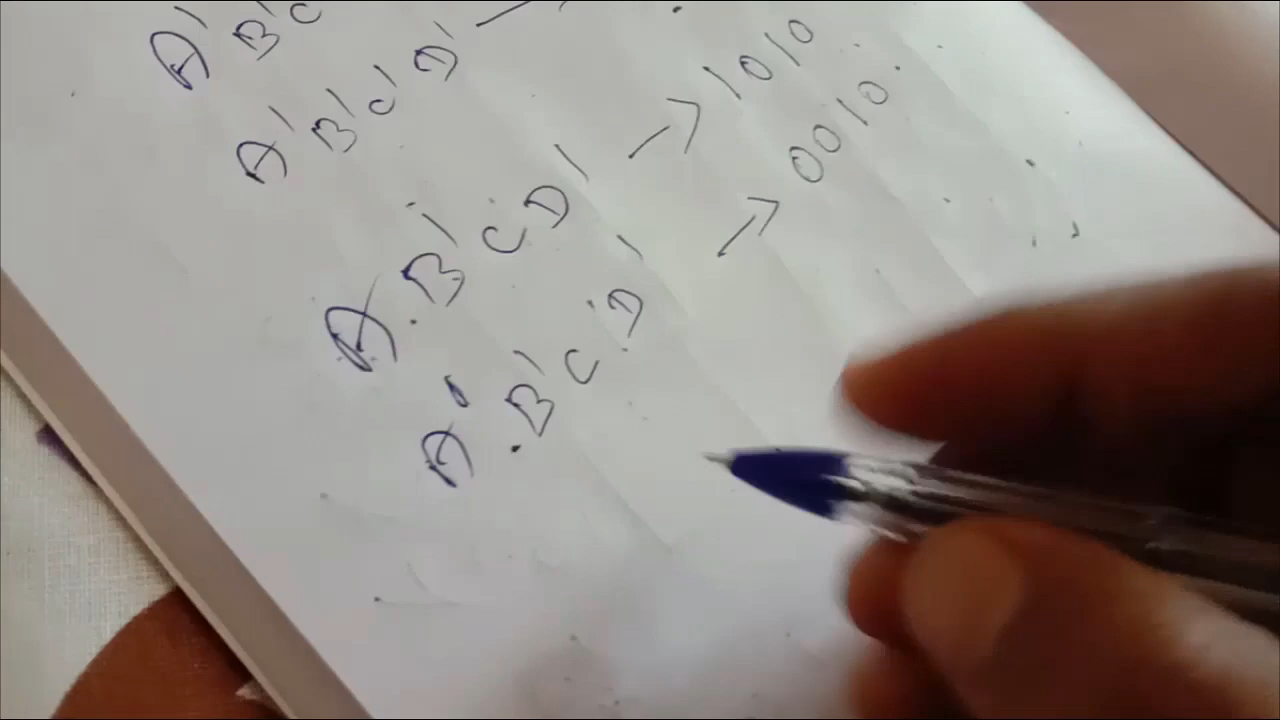 A'B'C
A'B'C'D' →
A.B'CD' → 1010
A'.B'CD' → 0010